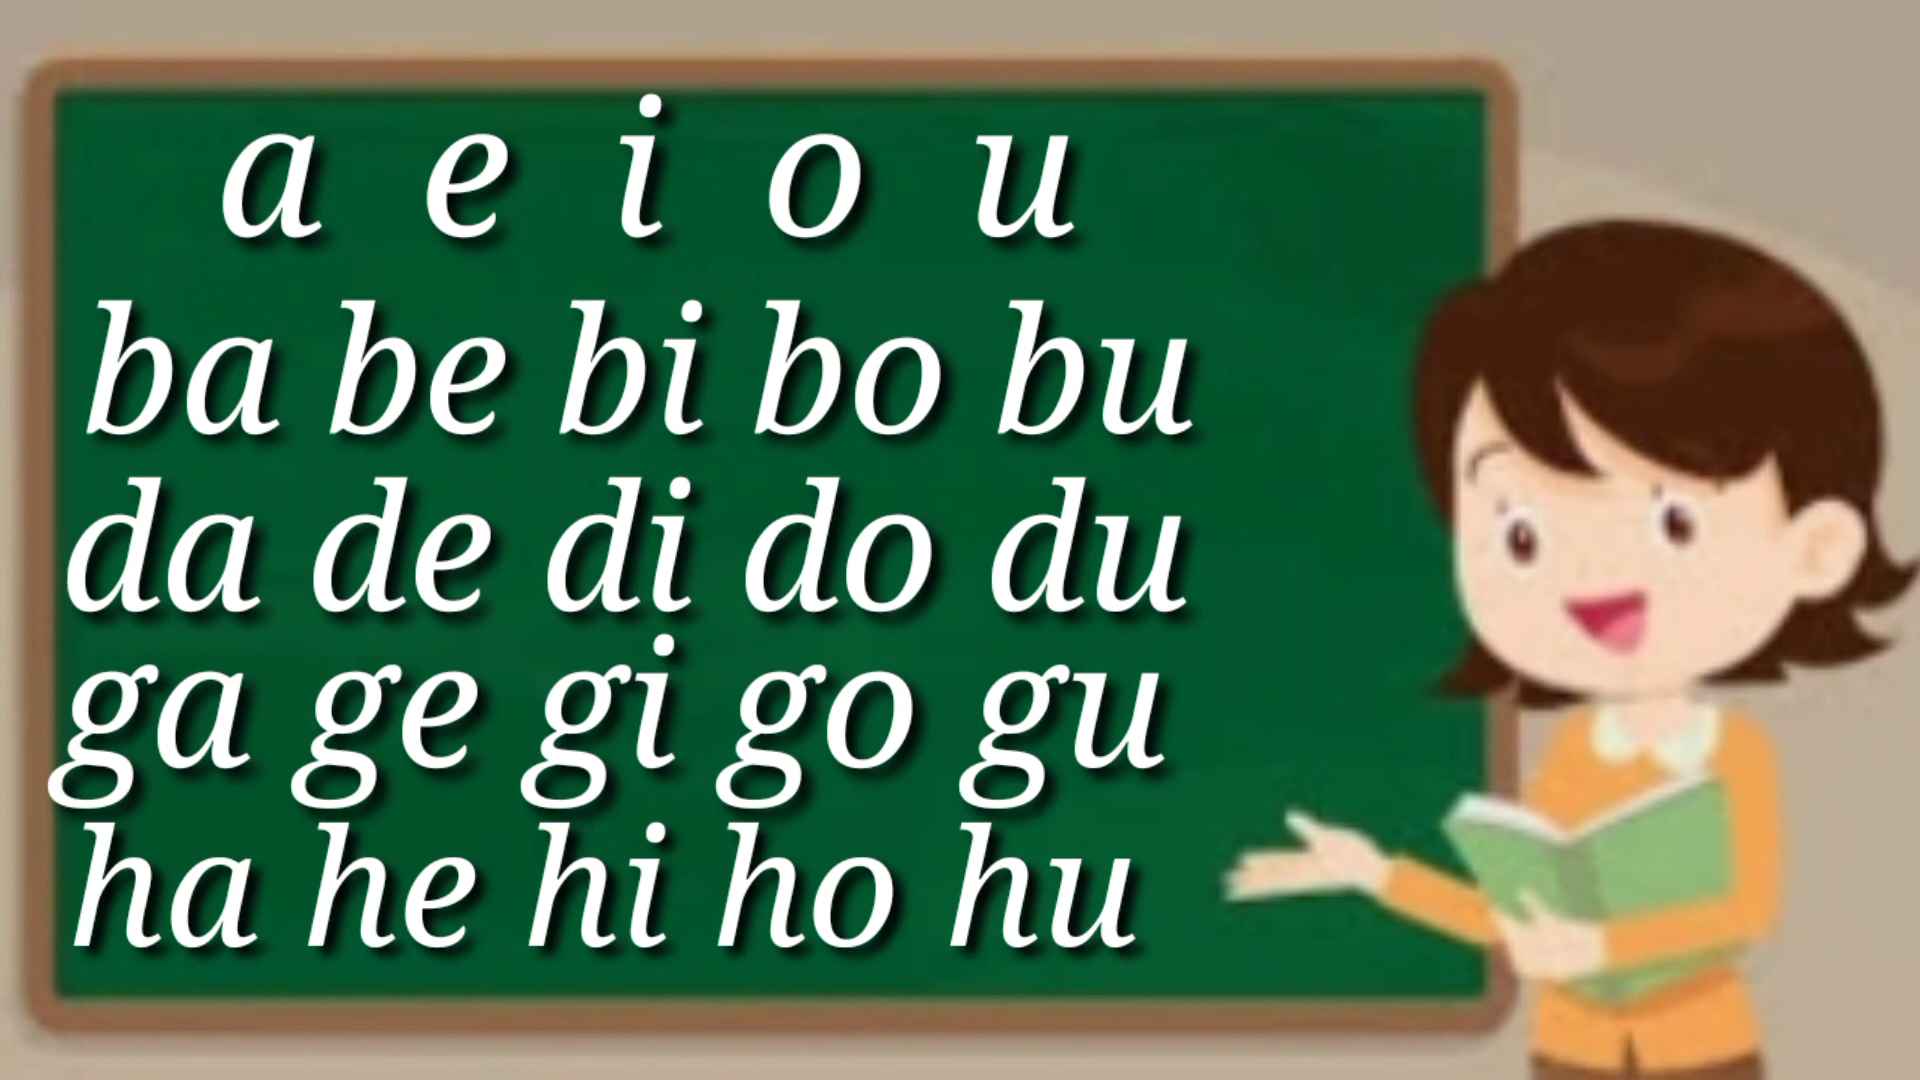 a e i o u
ba be bi bo bu
da de di do du
ga ge gi go gu
ha he hi ho hu